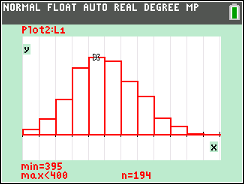 NORMAL FLOAT AUTO REAL DEGREE MP
Plot2:L1
y
x
min=395
max<400 n=194